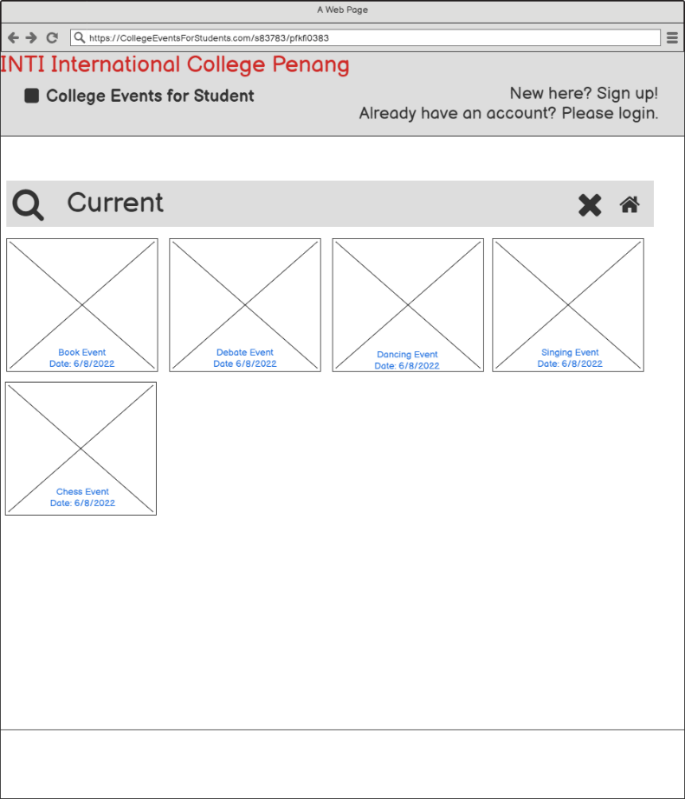 A Web Page
https://CollegeEventsForStudents.com/s83783/pfkfi0383
INTI International College Penang
College Events for Student
New here? Sign up!
Already have an account? Please login.
Current
Book Event
Date: 6/8/2022
Debate Event
Date 6/8/2022
Dancing Event
Date: 6/8/2022
Singing Event
Date: 6/8/2022
Chess Event
Date: 6/8/2022